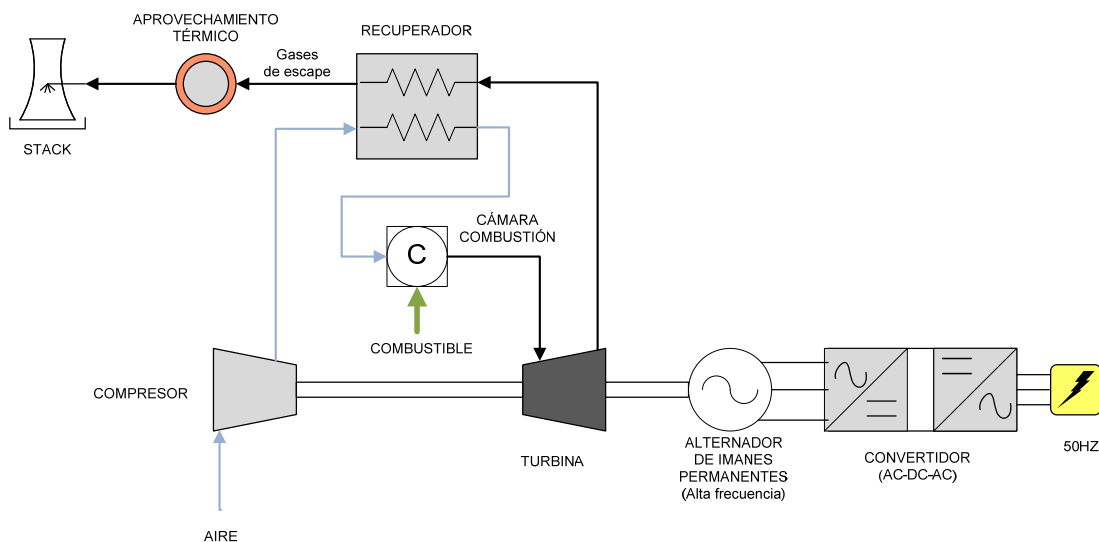 APROVECHAMIENTO
TÉRMICO
RECUPERADOR
Gases
de escape
STACK
CÁMARA
COMBUSTIÓN
C
COMBUSTIBLE
COMPRESOR
TURBINA
ALTERNADOR
DE IMANES
PERMANENTES
(Alta frecuencia)
CONVERTIDOR
(AC-DC-AC)
50HZ
AIRE